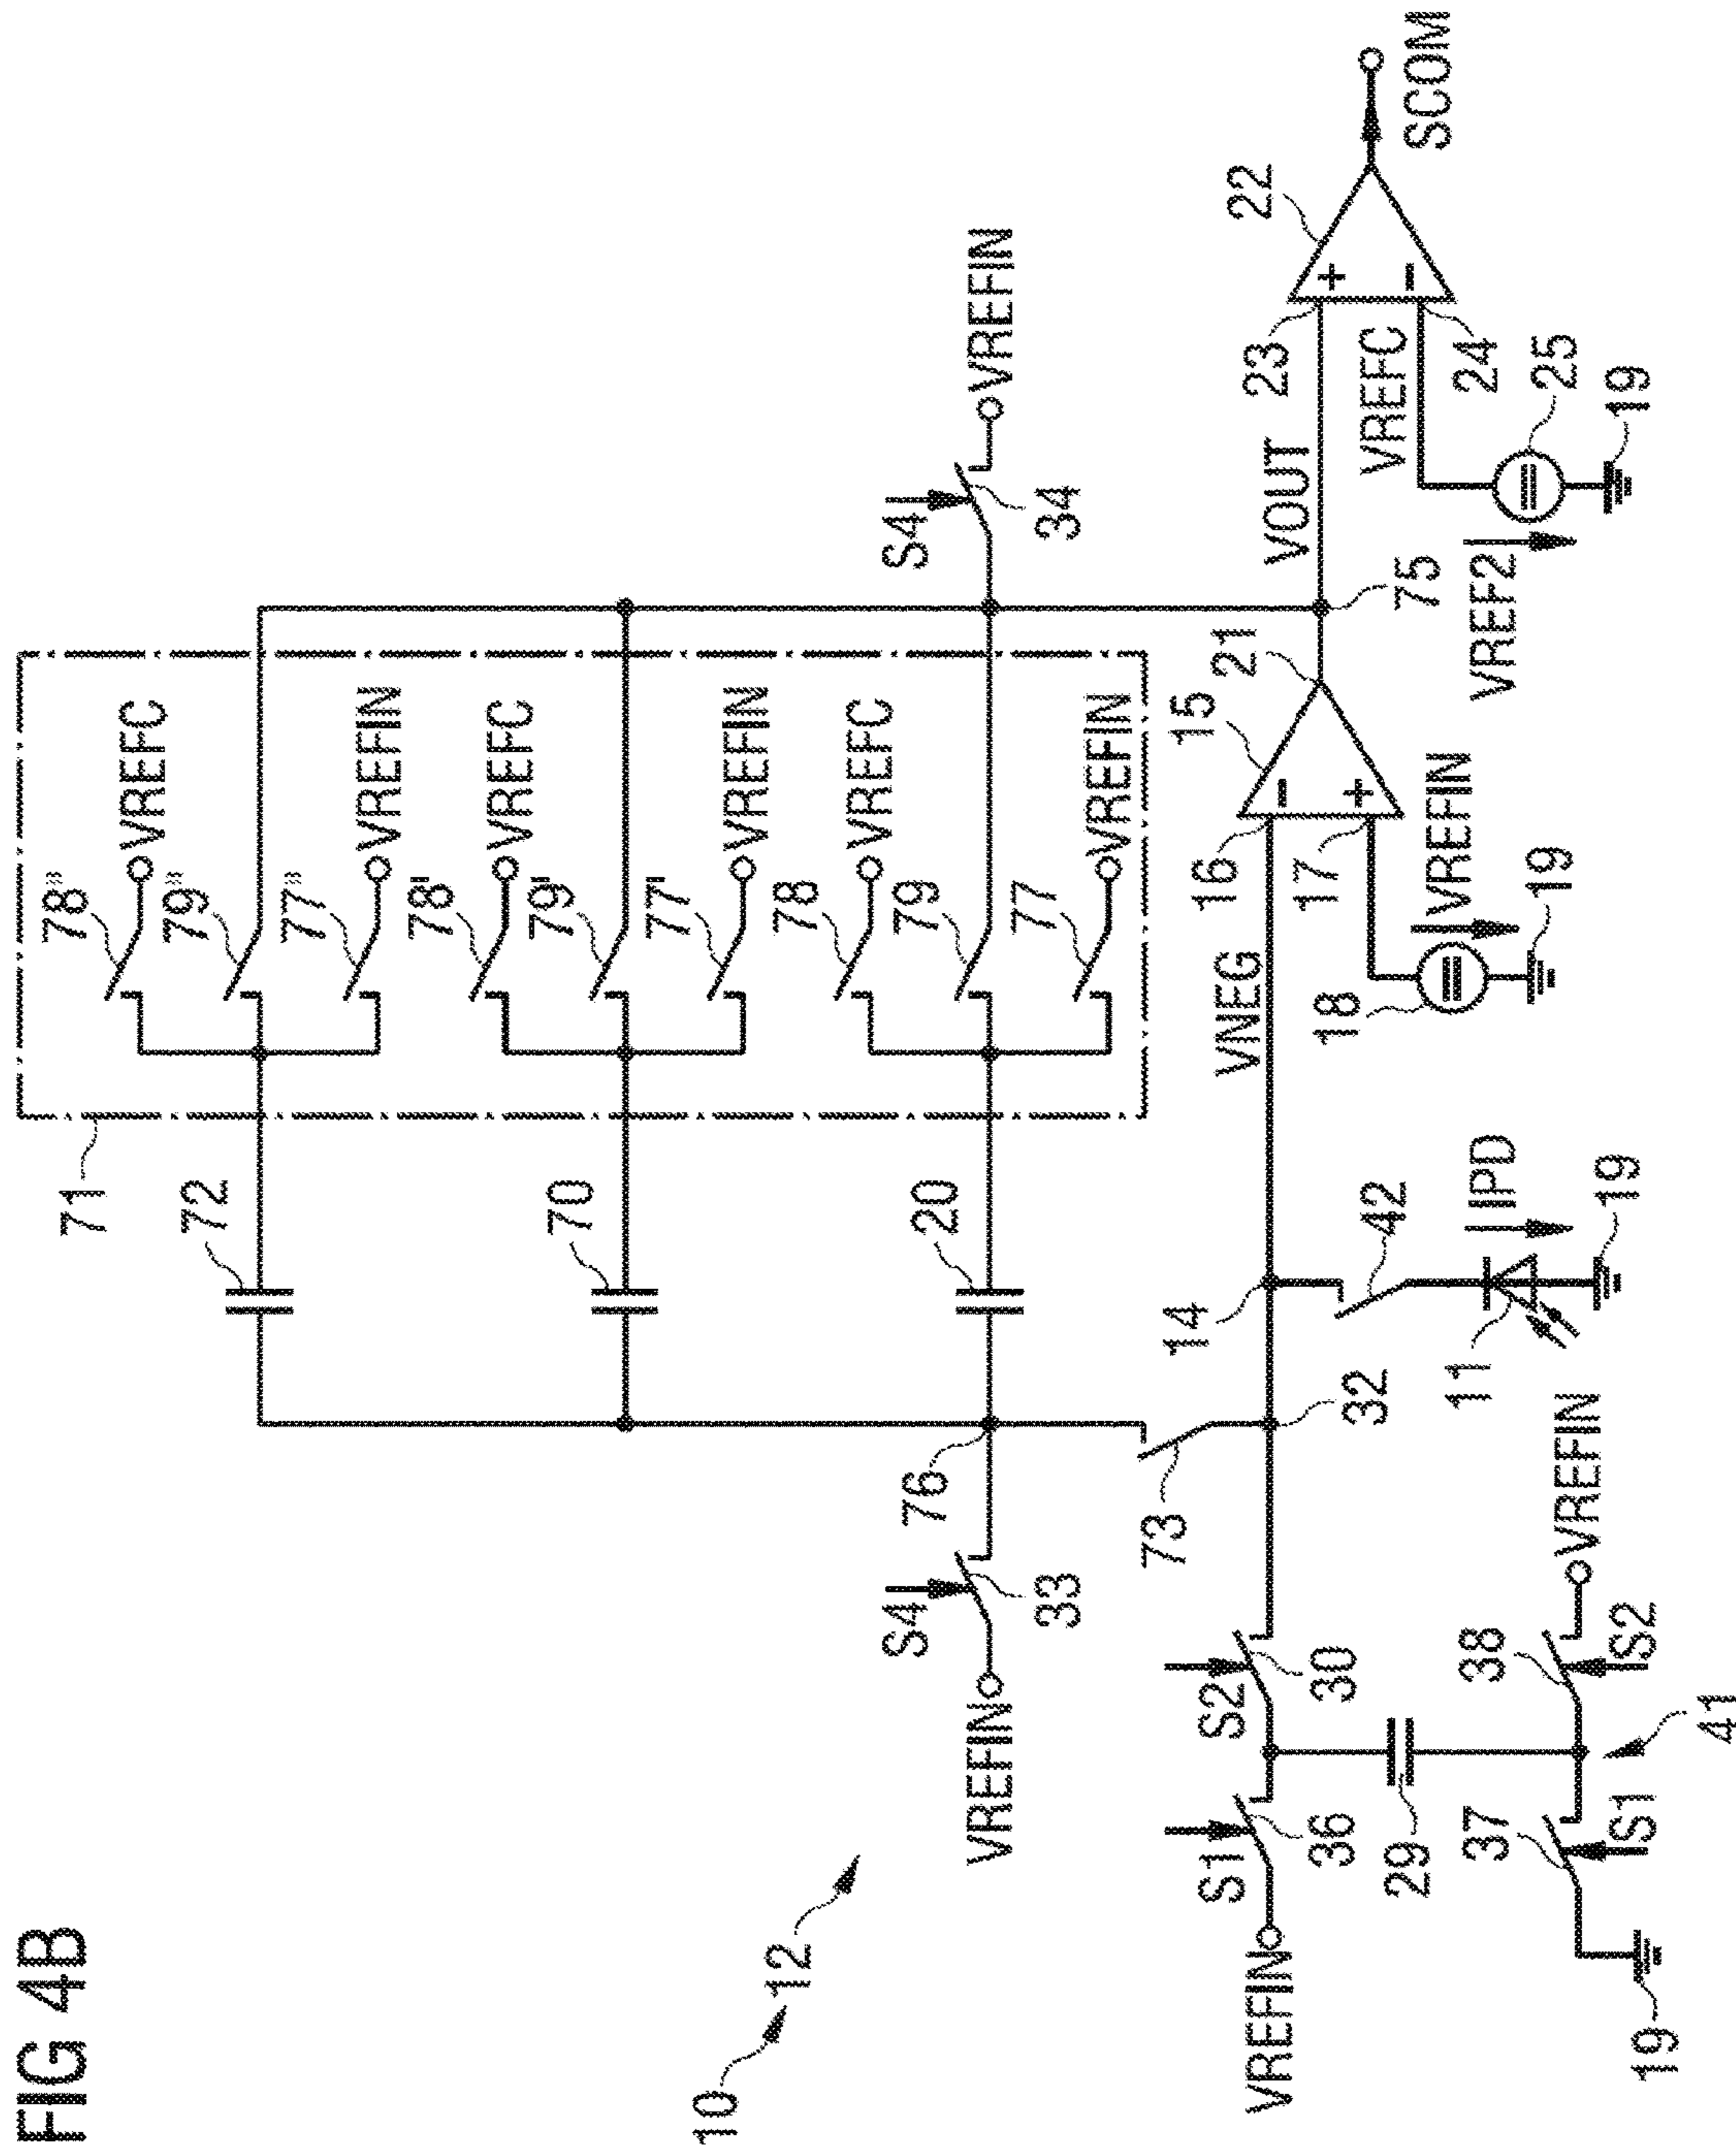 FIG 4B
78"
71
VREFC
79"
72
77"
VREFIN
78'
VREFC
79'
70
77'
VREFIN
10
12
78
VREFC
S4
S4
79
76
20
VREFIN
VREFIN
77
33
34
VREFIN
73
14
15
S1
S2
VNEG
16
21
22
VREFIN
23
VOUT
17
36
30
18
32
42
VREFC
29
75
SCOM
VREFIN
11
24
37
38
IPD
VREF2
19
25
VREFIN
S1
S2
19
19
19
41